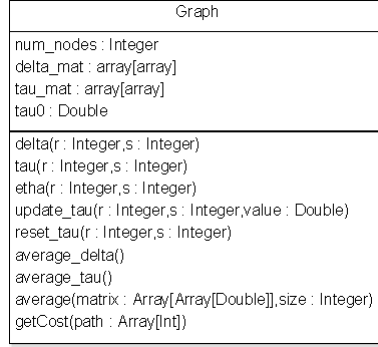 Graph
num_nodes : Integer
delta_mat : array[array]
tau_mat : array[array]
tau0 : Double
delta(r : Integer,s : Integer)
tau(r : Integer,s : Integer)
etha(r : Integer,s : Integer)
update_tau(r : Integer,s : Integer,value : Double)
reset_tau(r : Integer,s : Integer)
average_delta()
average_tau()
average(matrix : Array[Array[Double]],size : Integer)
getCost(path : Array[Int])